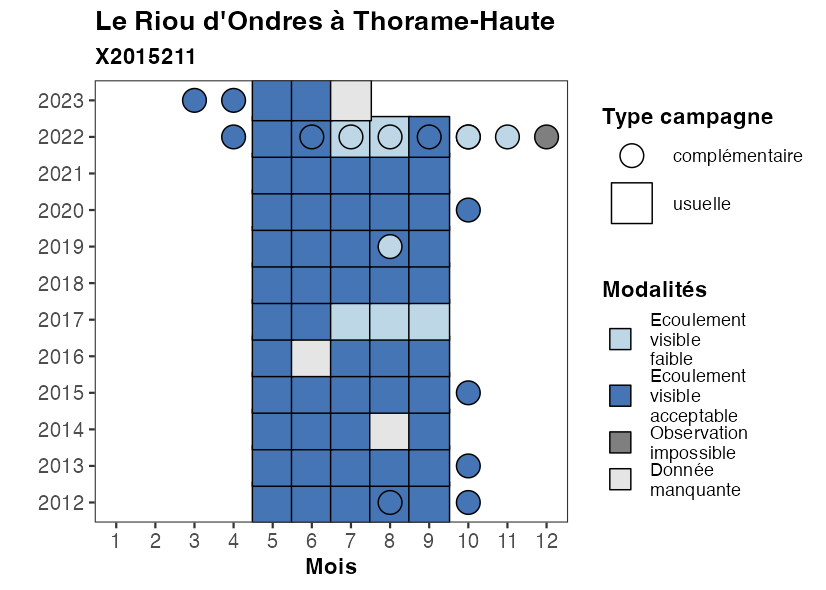 Le Riou d'Ondres à Thorame-Haute
X2015211
2023
2022
2021
2020
2019
2018
2017
2016
2015
2014
2013
2012
1 2 3 4 5 6 7 8 9 10 11 12
Mois
Type campagne
complémentaire
usuelle
Modalités
Ecoulement
visible
faible
Ecoulement
visible
acceptable
Observation
impossible
Donnée
manquante